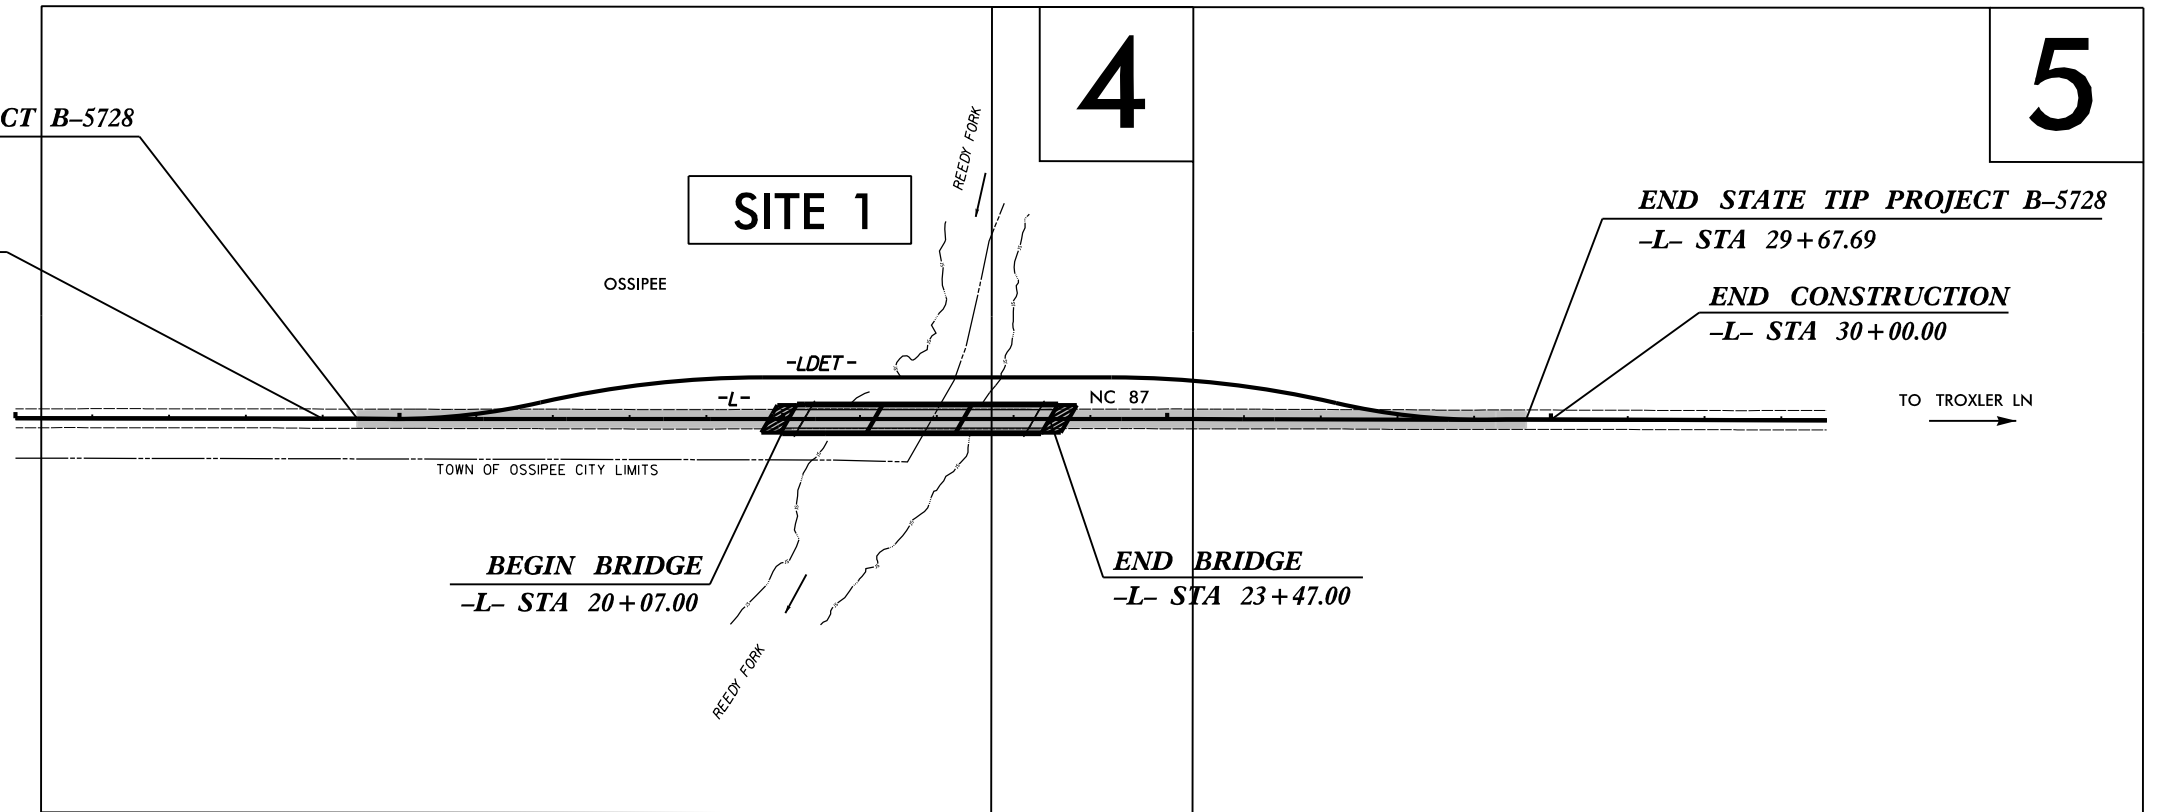 4
5
CT B–5728
REEDY FORK
SITE 1
END STATE TIP PROJECT B–5728
–L– STA 29+67.69
OSSIPEE
END CONSTRUCTION
–L– STA 30+00.00
-LDET-
-L-
NC 87
TO TROXLER LN
TOWN OF OSSIPEE CITY LIMITS
BEGIN BRIDGE
–L– STA 20+07.00
END BRIDGE
–L– STA 23+47.00
REEDY FORK